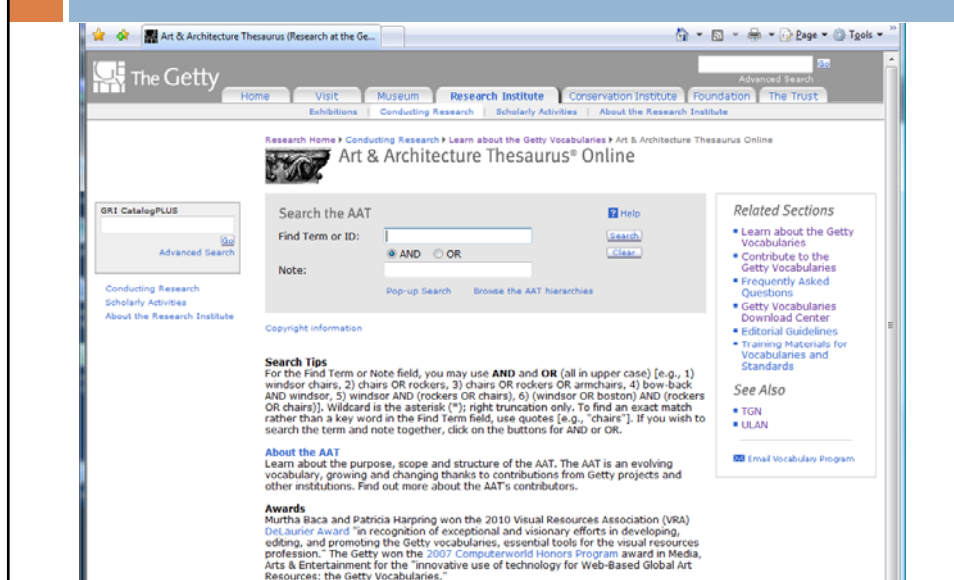 Art & Architecture Thesaurus (Research at the Ge...
Page Tools
The Getty
Go
Advanced Search
Home Visit Museum Research Institute Conservation Institute Foundation The Trust
Exhibitions Conducting Research Scholarly Activities About the Research Institute
Research Home Conducting Research Learn about the Getty Vocabularies Art & Architecture Thesaurus Online
Art & Architecture Thesaurus® Online
GRI CatalogPLUS
Go
Advanced Search
Conducting Research
Scholarly Activities
About the Research Institute
Search the AAT
? Help
Find Term or ID:
Search
AND OR
Clear
Note:
Pop-up Search Browse the AAT hierarchies
Copyright information
Search Tips
For the Find Term or Note field, you may use AND and OR (all in upper case) [e.g., 1)
windsor chairs, 2) chairs OR rockers, 3) chairs OR rockers OR armchairs, 4) bow-back
AND windsor, 5) windsor AND (rockers OR chairs), 6) (windsor OR boston) AND (rockers
OR chairs)]. Wildcard is the asterisk (*); right truncation only. To find an exact match
rather than a key word in the Find Term field, use quotes [e.g., "chairs"]. If you wish to
search the term and note together, click on the buttons for AND or OR.
About the AAT
Learn about the purpose, scope and structure of the AAT. The AAT is an evolving
vocabulary, growing and changing thanks to contributions from Getty projects and
other institutions. Find out more about the AAT's contributors.
Awards
Murtha Baca and Patricia Harpring won the 2010 Visual Resources Association (VRA)
DeLaurier Award "in recognition of exceptional and visionary efforts in developing,
editing, and promoting the Getty vocabularies, essential tools for the visual resources
profession." The Getty won the 2007 Computerworld Honors Program award in Media,
Arts & Entertainment for the "innovative use of technology for Web-Based Global Art
Resources: the Getty Vocabularies."
Related Sections
Learn about the Getty
Vocabularies
Contribute to the
Getty Vocabularies
Frequently Asked
Questions
Getty Vocabularies
Download Center
Editorial Guidelines
Training Materials for
Vocabularies and
Standards
See Also
TGN
ULAN
Email Vocabulary Program